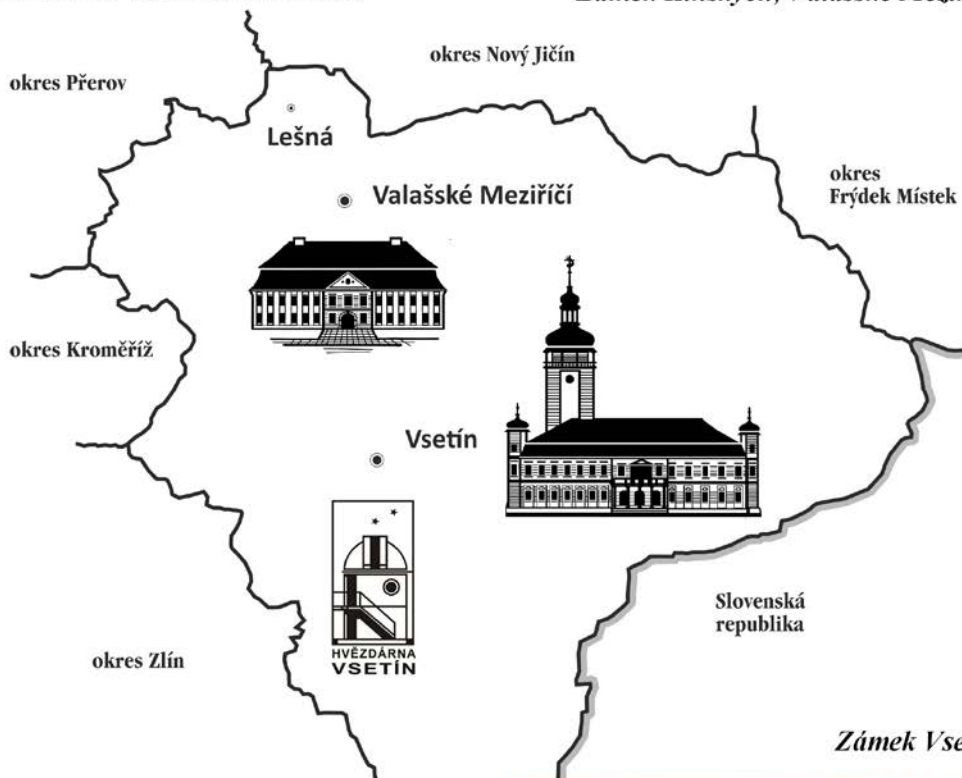 okres Nový Jičín
okres Přerov
Lešná
Valašské Meziříčí
okres
Frýdek Místek
okres Kroměříž
Vsetín
Slovenská
republika
HVĚZDÁRNA
VSETÍN
okres Zlín
Zámek